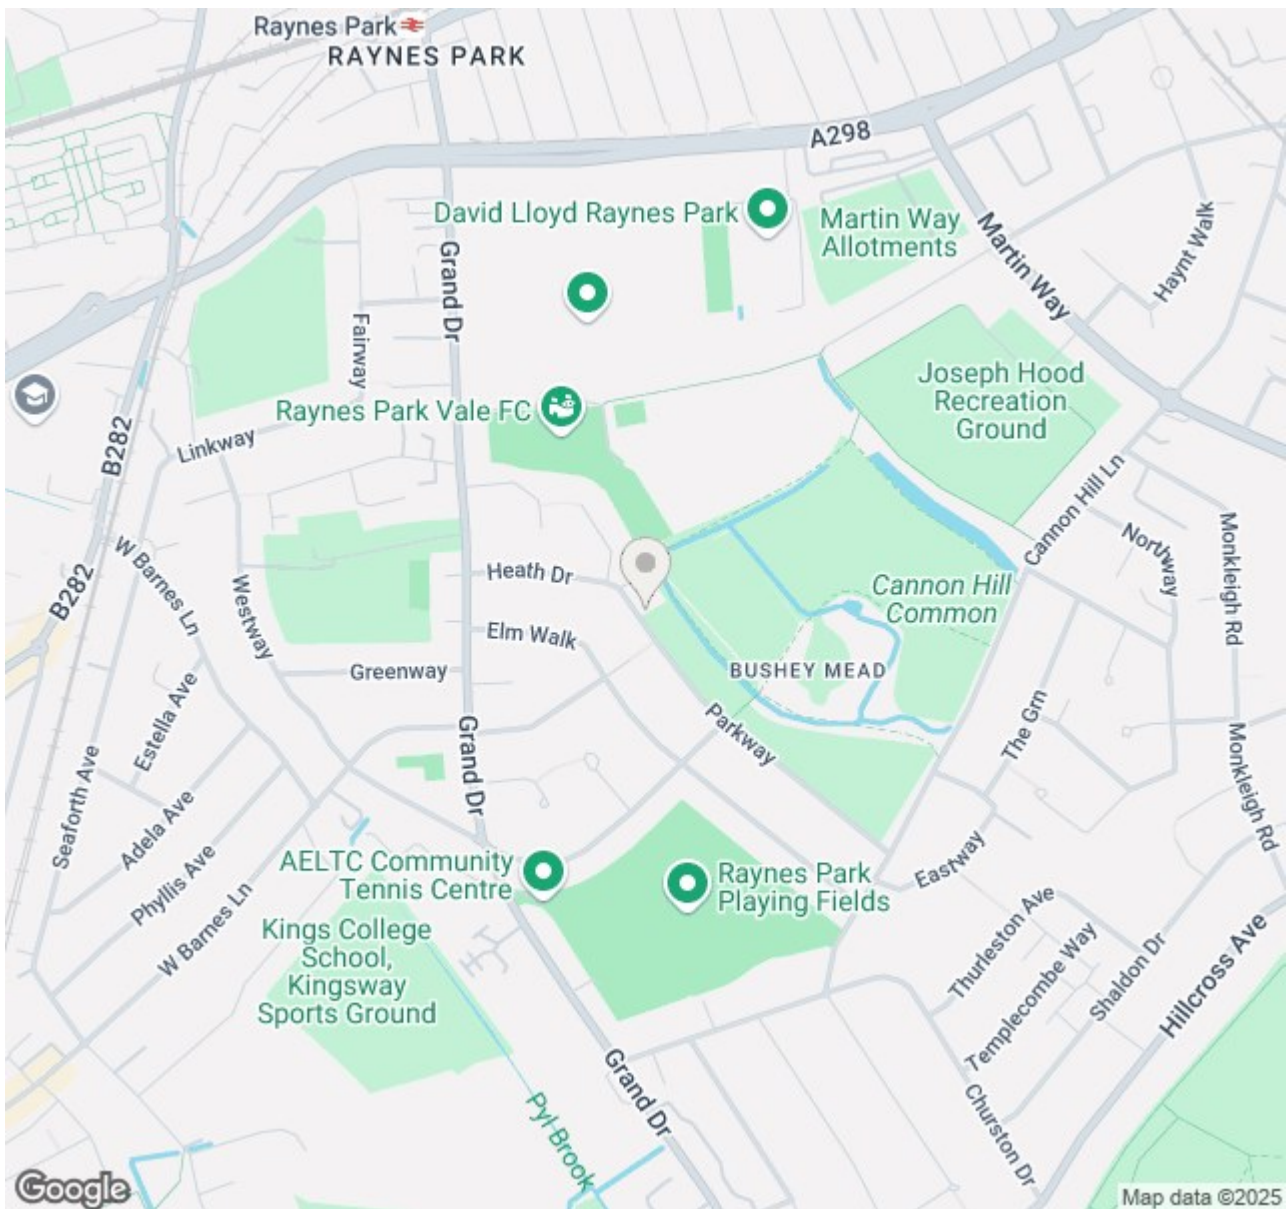 Raynes Park
RAYNES PARK
A298
David Lloyd Raynes Park
Martin Way
Allotments
Martin Way
Haynt Walk
Grand Dr
Fairway
Joseph Hood
Recreation
Ground
Raynes Park Vale FC
Linkway
B282
Cannon Hill Ln
Northway
Monkleigh Rd
B282
W Barnes Ln
Westway
Heath Dr
Cannon Hill
Common
Elm Walk
Greenway
BUSHEY MEAD
Estella Ave
Grand Dr
Parkway
The Grn
Monkleigh Rd
Seaforth Ave
Adela Ave
Phyllis Ave
W Barnes Ln
AELTC Community
Tennis Centre
Raynes Park
Playing Fields
Eastway
Kings College
School,
Kingsway
Sports Ground
Thurleston Ave
Templecombe Way
Shaldon Dr
Hillcross Ave
Grand Dr
Pyl Brook
Churston Dr
Google
Map data ©2025